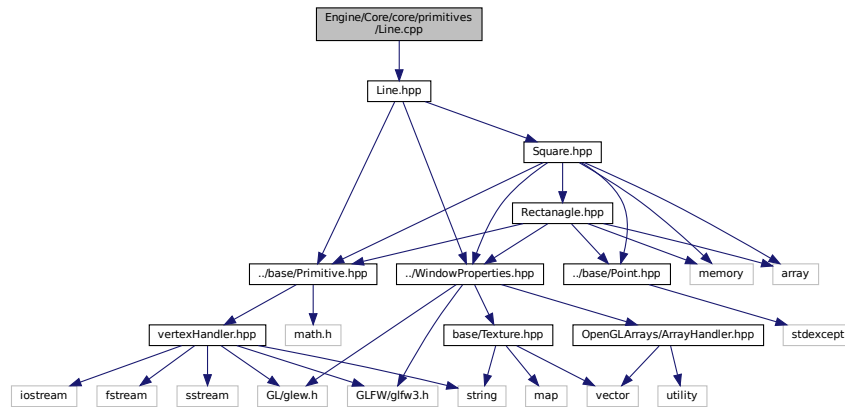 Engine/Core/core/primitives
/Line.cpp
Line.hpp
Square.hpp
Rectanagle.hpp
../base/Primitive.hpp
../WindowProperties.hpp
../base/Point.hpp
memory
array
vertexHandler.hpp
math.h
base/Texture.hpp
OpenGLArrays/ArrayHandler.hpp
stdexcept
iostream
fstream
sstream
GL/glew.h
GLFW/glfw3.h
string
map
vector
utility